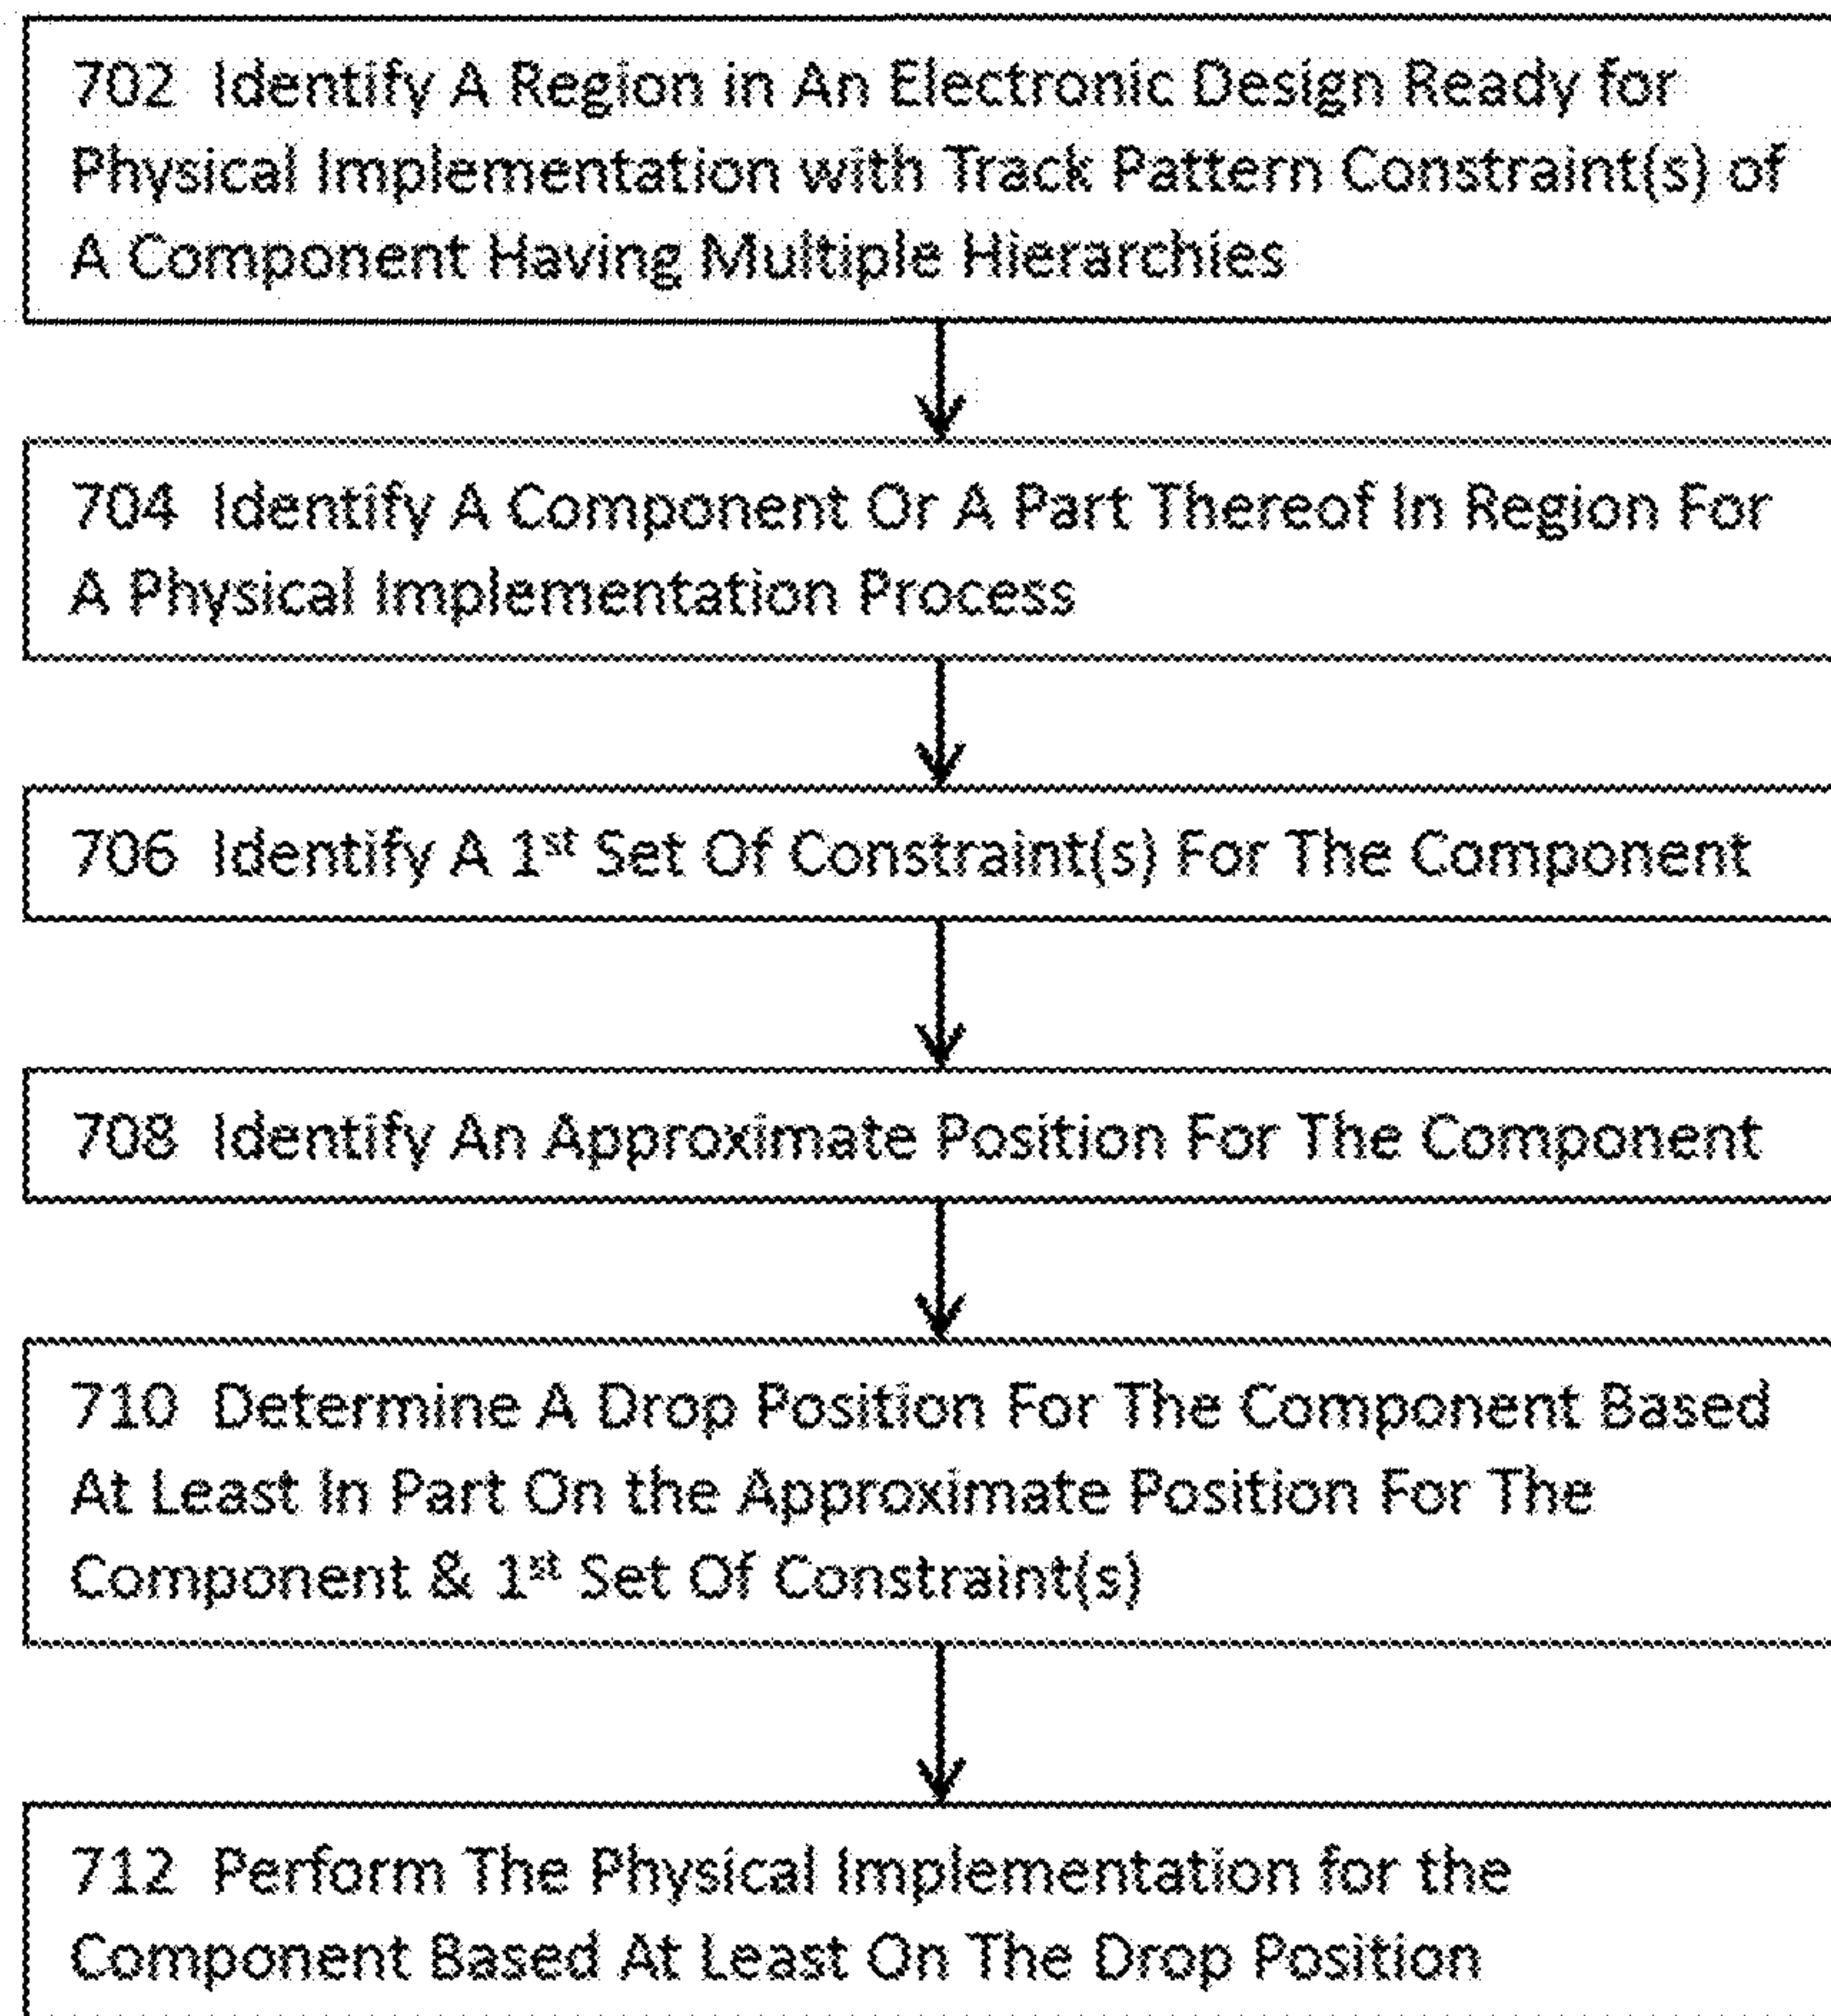 702 Identify A Region in An Electronic Design Ready for
Physical Implementation with Track Pattern Constraint(s) of
A Component Having Multiple Hierarchies
704 Identify A Component Or A Part Thereof In Region For
A Physical Implementation Process
706 Identify A 1st Set Of Constraint(s) For The Component
708 Identify An Approximate Position For The Component
710 Determine A Drop Position For The Component Based
At Least In Part On the Approximate Position For The
Component & 1st Set Of Constraint(s)
712 Perform The Physical Implementation for the
Component Based At Least On The Drop Position